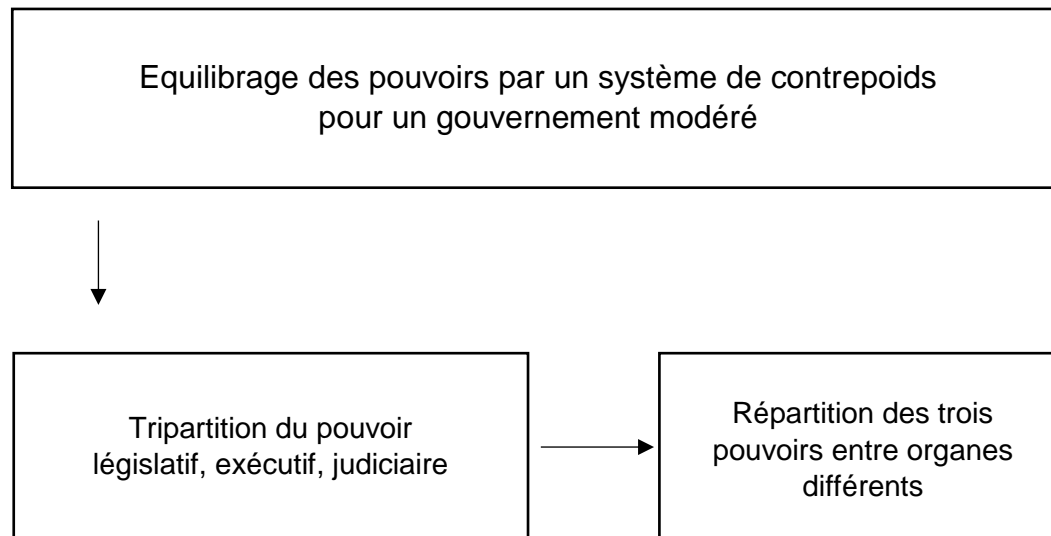 Equilibrage des pouvoirs par un système de contrepoids
pour un gouvernement modéré
Tripartition du pouvoir
législatif, exécutif, judiciaire
Répartition des trois
pouvoirs entre organes
différents